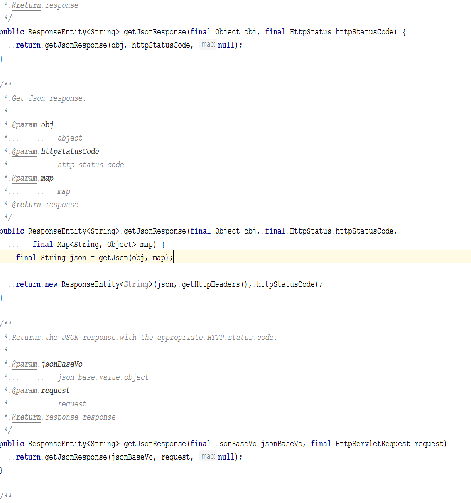 * @return response
*/
public ResponseEntity<String> getJsonResponse(final Object obj, final HttpStatus httpStatusCode) {
return getJsonResponse(obj, httpStatusCode, map: null);
}
/**
* Get Json response.
*
* @param obj
* object
* @param httpStatusCode
* http status code
* @param map
* map
* @return response
*/
public ResponseEntity<String> getJsonResponse(final Object obj, final HttpStatus httpStatusCode,
final Map<String, Object> map) {
final String json = getJson(obj, map);
return new ResponseEntity<String>(json, getHttpHeaders(), httpStatusCode);
}
/**
* Returns the JSON response with the appropriate HTTP status code.
*
* @param jsonBaseVo
* json base value object
* @param request
* request
* @return response response
*/
public ResponseEntity<String> getJsonResponse(final JsonBaseVo jsonBaseVo, final HttpServletRequest request)
return getJsonResponse(jsonBaseVo, request, map: null);
}
/**